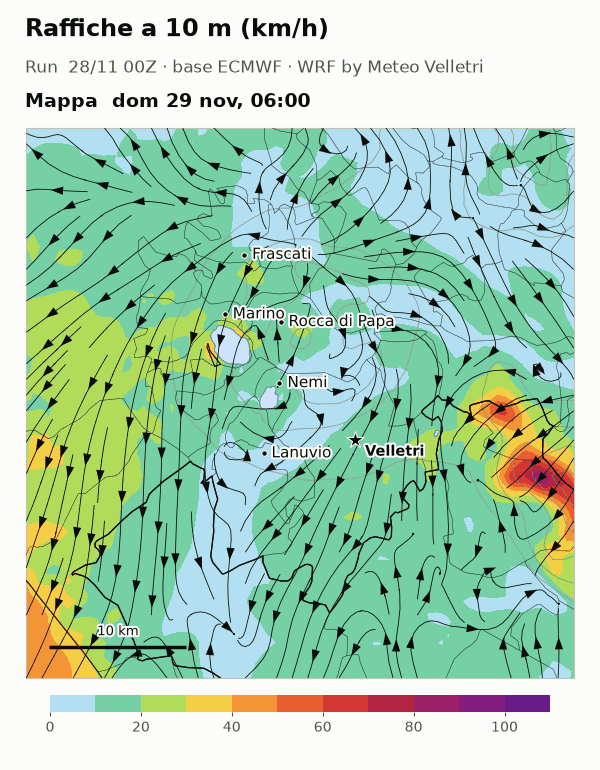 Raffiche a 10 m (km/h)
Run 28/11 00Z · base ECMWF · WRF by Meteo Velletri
Mappa dom 29 nov, 06:00
Frascati
Marino
Rocca di Papa
Nemi
Velletri
Lanuvio
10 km
0 20 40 60 80 100